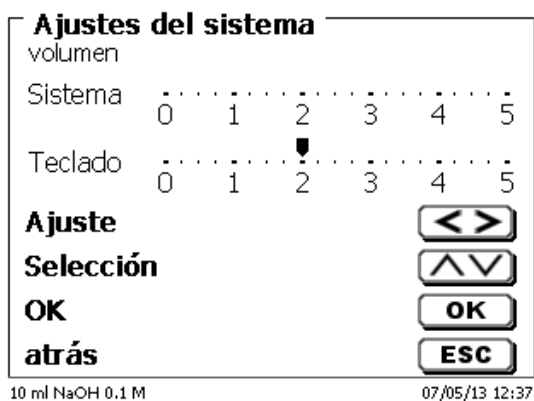 Ajustes del sistema
volumen
Sistema
0 1 2 3 4 5
Teclado
0 1 2 3 4 5
Ajuste < >
Selección
OK OK
atrás ESC
10 ml NaOH 0.1 M 07/05/13 12:37